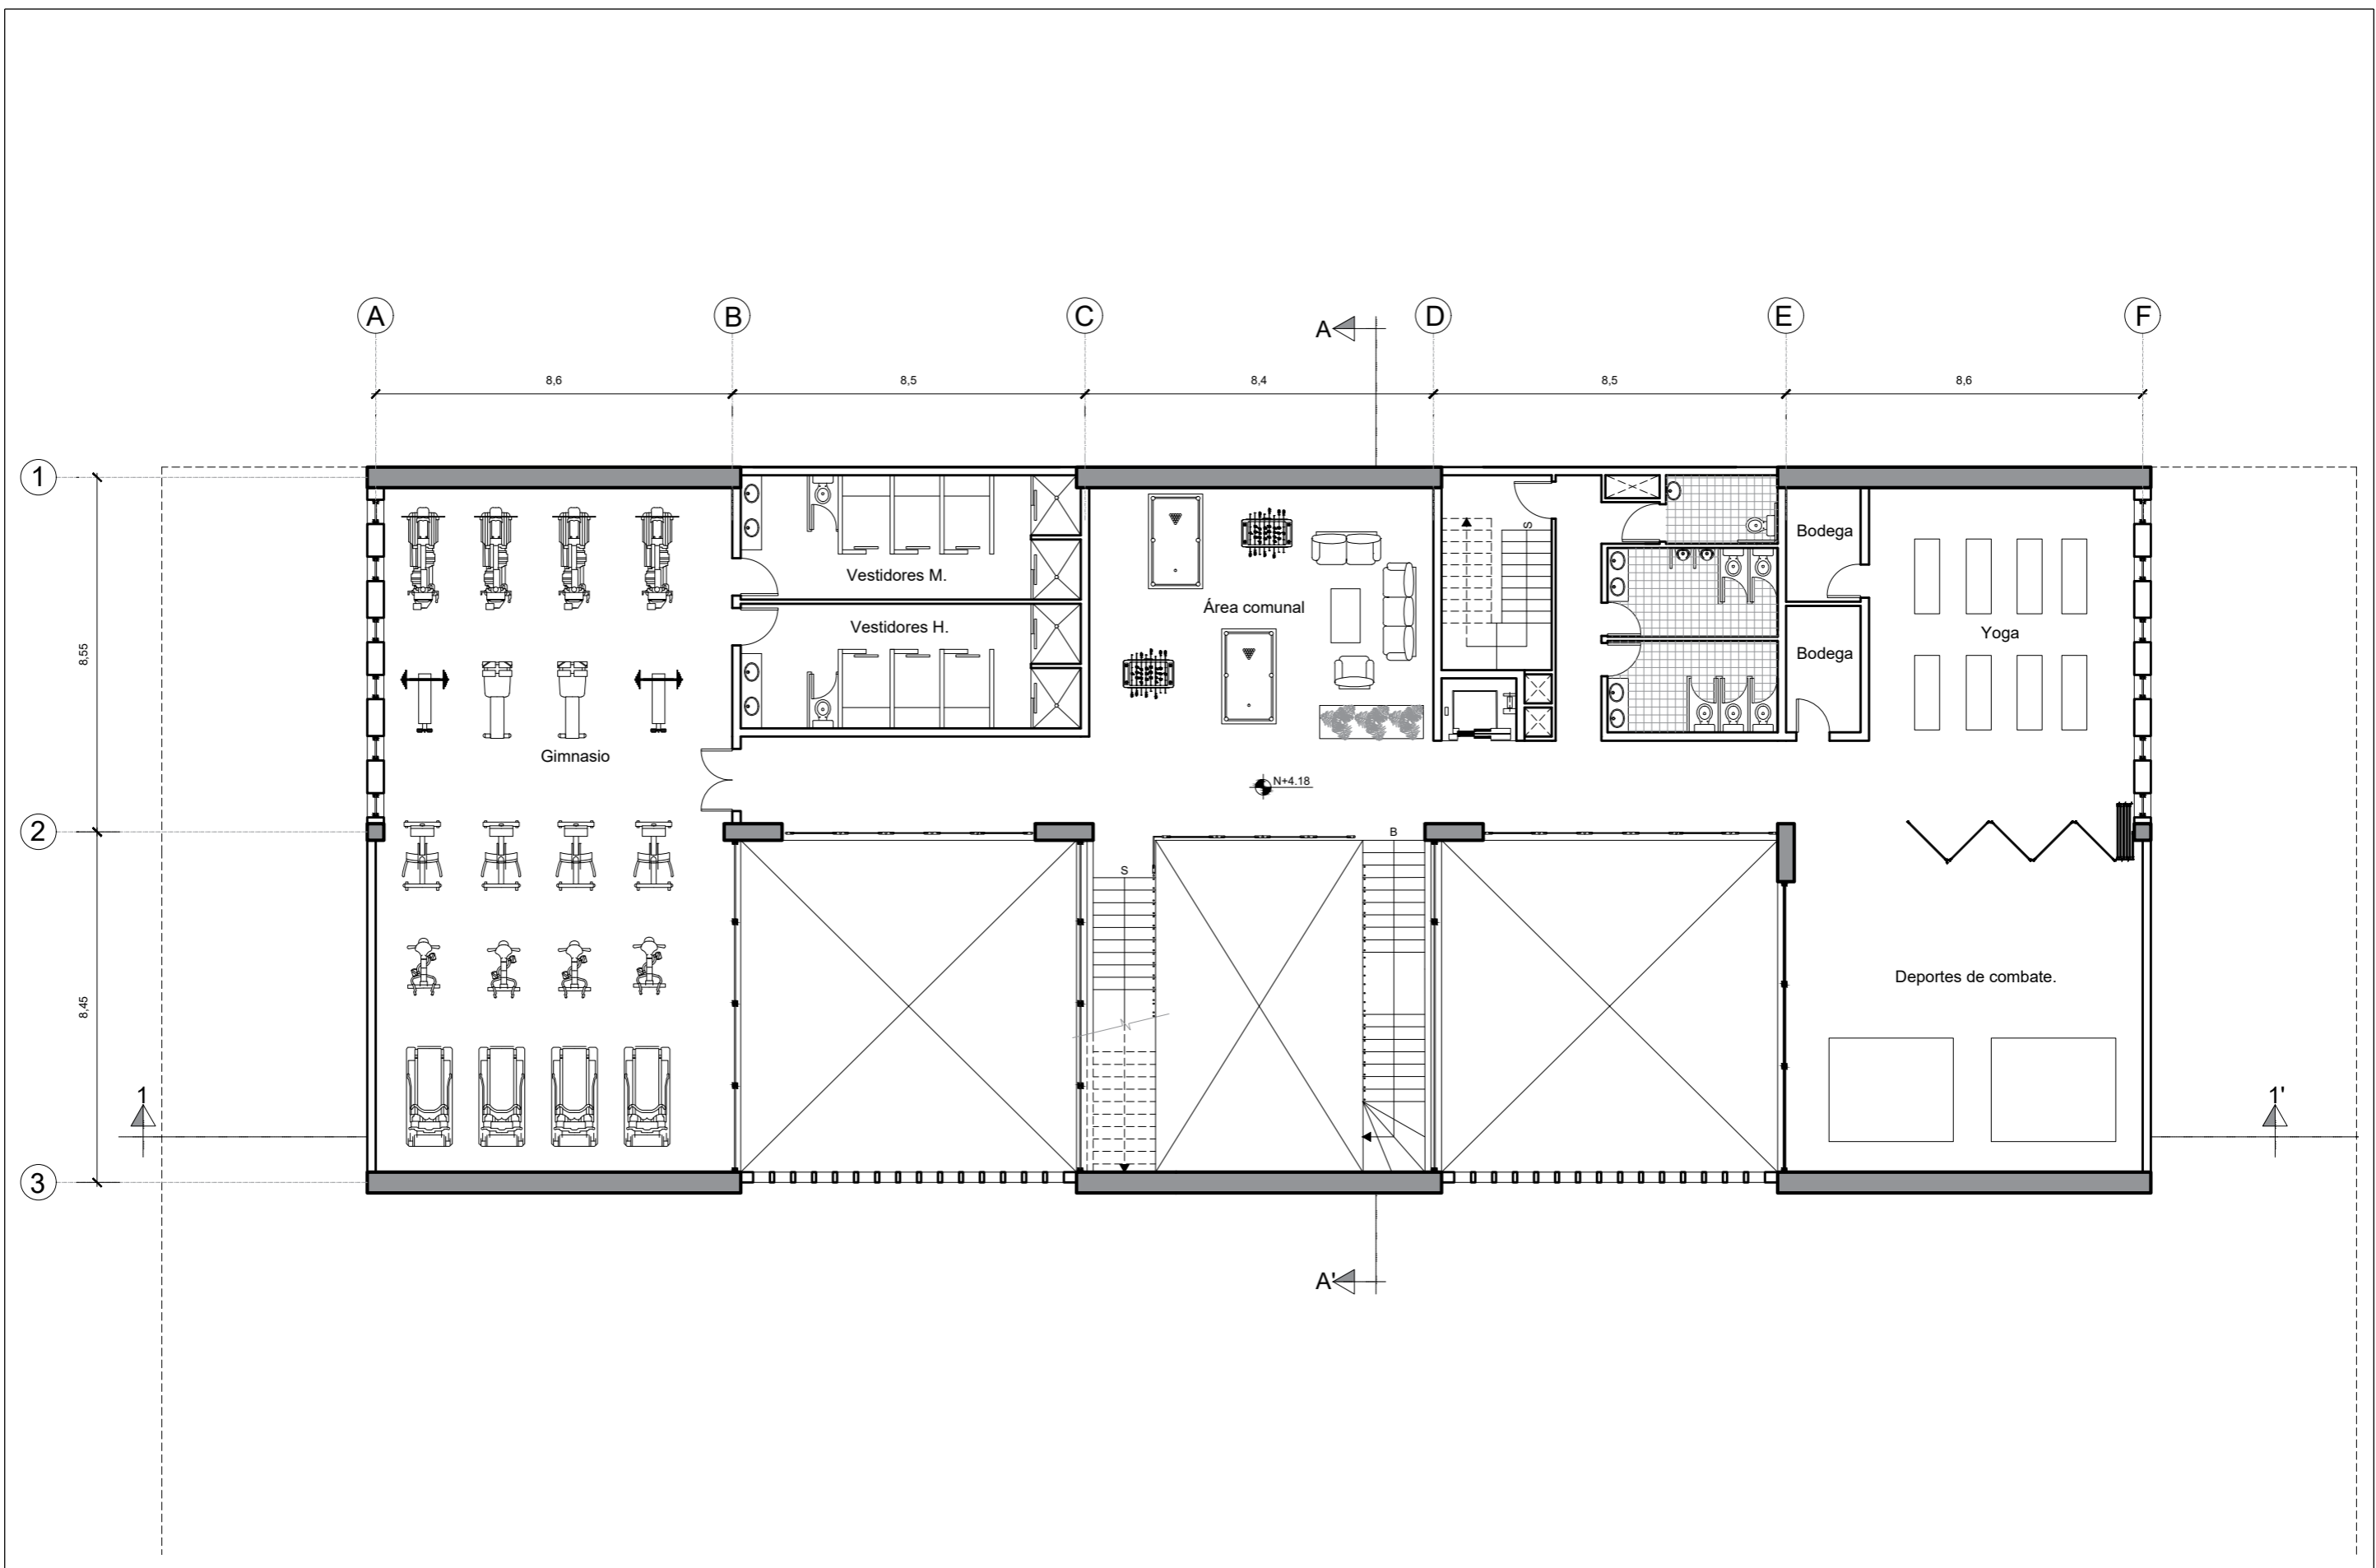 A
B
C
A
D
E
F
8,6
8,5
8,4
8,5
8,6
1
S
Bodega
Vestidores M.
Área comunal
Vestidores H.
Yoga
8,55
Bodega
Gimnasio
N+4.18
2
B
S
Deportes de combate.
8,45
1
1'
3
A'